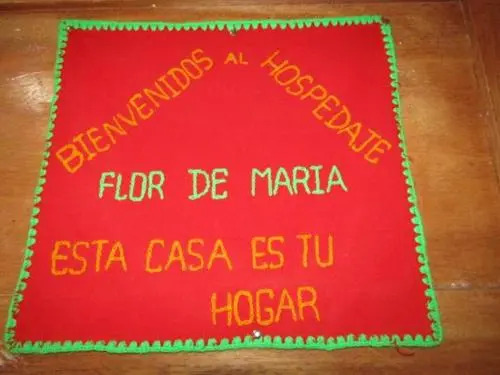 BIENVENIDOS AL HOSPEDAJE
FLOR DE MARIA
ESTA CASA ES TU
HOGAR